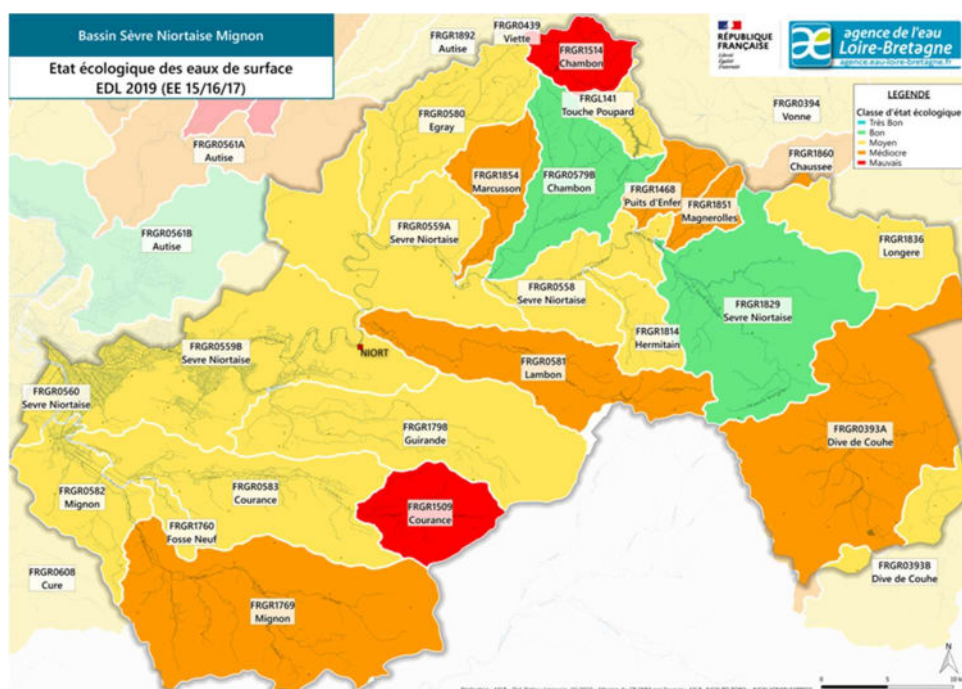 Bassin Sèvre Niortaise Mignon
Etat écologique des eaux de surface
EDL 2019 (EE 15/16/17)
RÉPUBLIQUE
FRANÇAISE
Liberté
Égalité
Fraternité
agence de l'eau
Loire-Bretagne
agence.eau-loire-bretagne.fr
LEGENDE
Classe d'état écologique
Très Bon
Bon
Moyen
Médiocre
Mauvais
FRGR0439
Viette
FRGR1892
Autise
FRGR1514
Chambon
FRGL141
Touche Poupard
FRGR0394
Vonne
FRGR0580
Egray
FRGR0561A
Autise
FRGR1860
Chaussee
FRGR1854
Marcusson
FRGR0579B
Chambon
FRGR1468
Puits d'Enfer
FRGR1851
Magnerolles
FRGR0561B
Autise
FRGR0559A
Sevre Niortaise
FRGR1836
Longere
FRGR0558
Sevre Niortaise
FRGR1829
Sevre Niortaise
FRGR1814
Hermitain
FRGR0559B
Sevre Niortaise
NIORT
FRGR0581
Lambon
FRGR0560
Sevre Niortaise
FRGR1798
Guirande
FRGR0393A
Dive de Couhe
FRGR0582
Mignon
FRGR0583
Courance
FRGR1509
Courance
FRGR1760
Fosse Neuf
FRGR0608
Cure
FRGR0393B
Dive de Couhe
FRGR1769
Mignon
N
0
5